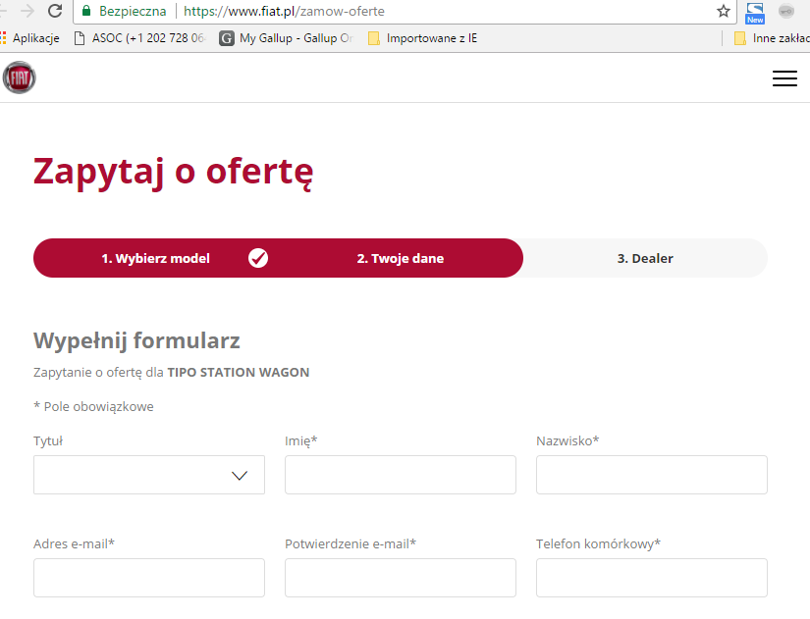 Bezpieczna https://www.fiat.pl/zamow-oferte
New
Aplikacje ASOC (+1 202 728 06 G My Gallup - Gallup Or Importowane z IE Inne zakład
FIAT
Zapytaj o ofertę
1. Wybierz model 2. Twoje dane 3. Dealer
Wypełnij formularz
Zapytanie o ofertę dla TIPO STATION WAGON
* Pole obowiązkowe
Tytuł Imię* Nazwisko*
Adres e-mail* Potwierdzenie e-mail* Telefon komórkowy*